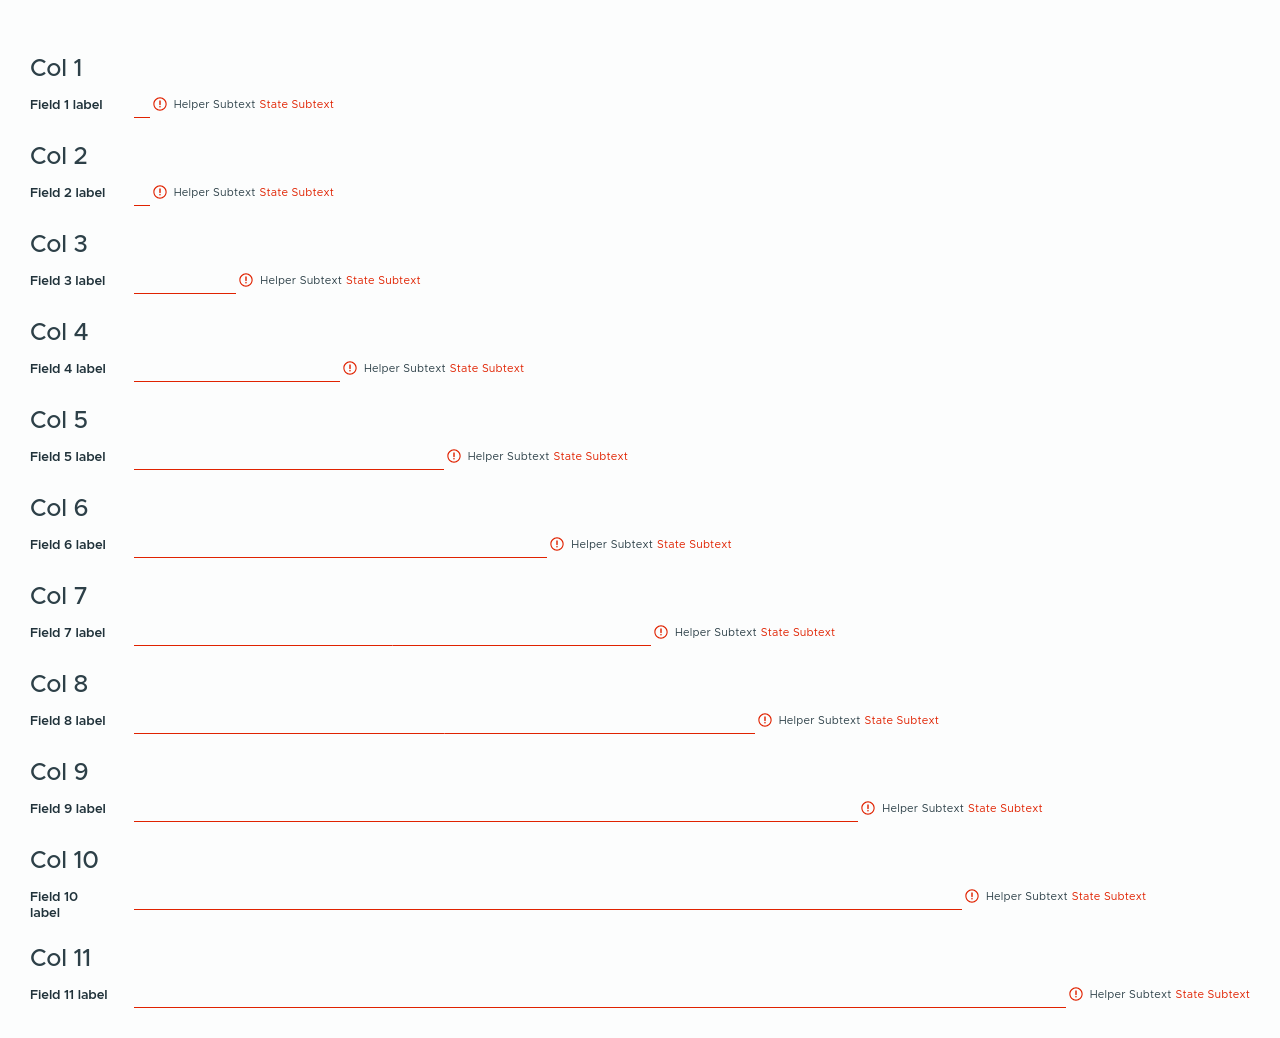 Col 1
Field 1 label Helper Subtext State Subtext
Col 2
Field 2 label Helper Subtext State Subtext
Col 3
Field 3 label Helper Subtext State Subtext
Col 4
Field 4 label Helper Subtext State Subtext
Col 5
Field 5 label Helper Subtext State Subtext
Col 6
Field 6 label Helper Subtext State Subtext
Col 7
Field 7 label Helper Subtext State Subtext
Col 8
Field 8 label Helper Subtext State Subtext
Col 9
Field 9 label Helper Subtext State Subtext
Col 10
Field 10 Helper Subtext State Subtext
label
Col 11
Field 11 label Helper Subtext State Subtext